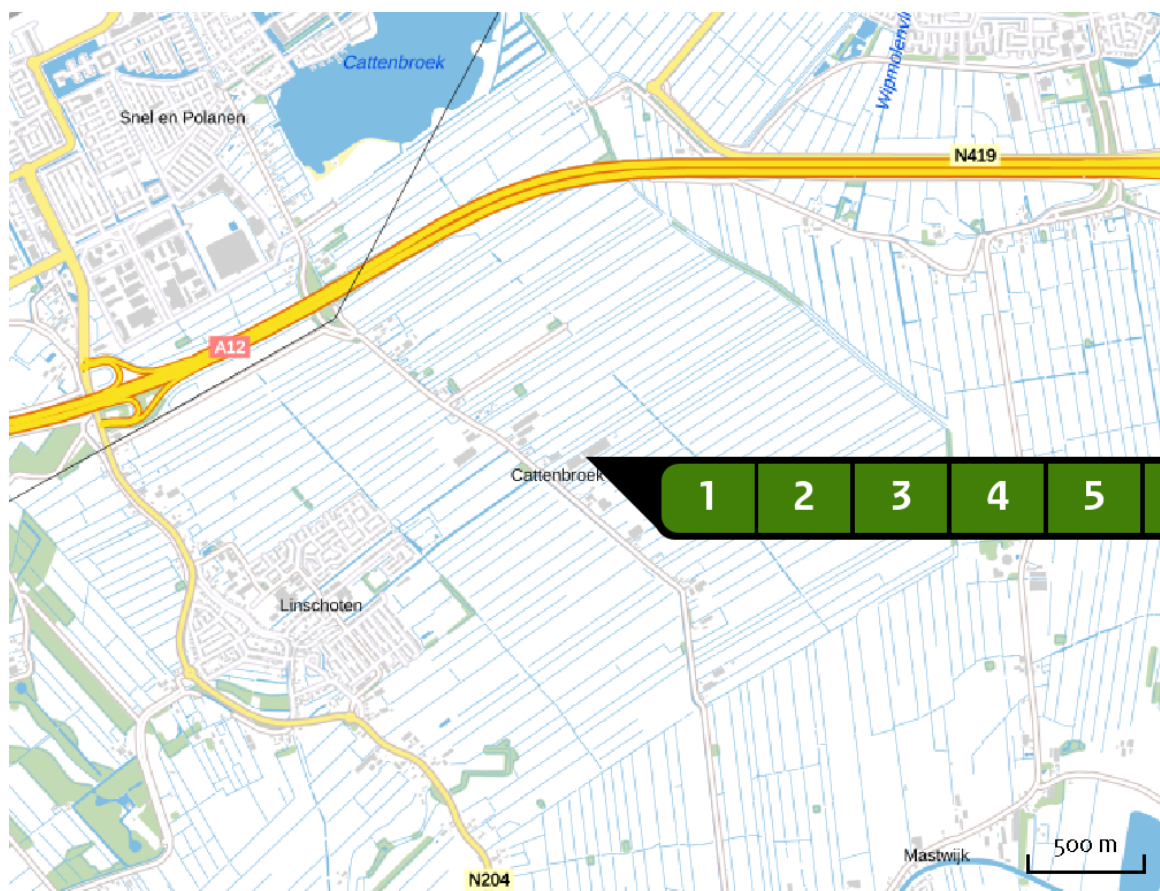 Cattenbroek
Snel en Polanen
N419
A12
Cattenbroek
1 2 3 4 5
Linschoten
500 m
Mastwijk
N204